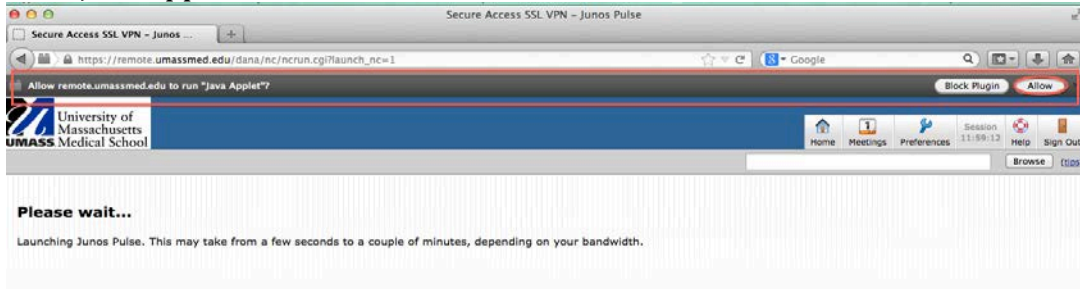 Secure Access SSL VPN – Junos Pulse
Secure Access SSL VPN – Junos ...
https://remote.umassmed.edu/dana/nc/ncrun.cgi?launch_nc=1
Google
Allow remote.umassmed.edu to run "Java Applet"?
Block Plugin
Allow
University of
Massachusetts
UMASS Medical School
Home
Meetings
Preferences
Session
11:59:13
Help
Sign Out
Browse
(tips
Please wait...
Launching Junos Pulse. This may take from a few seconds to a couple of minutes, depending on your bandwidth.